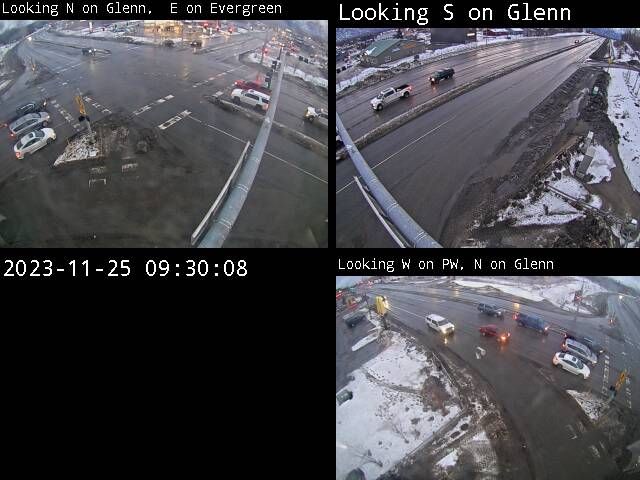 Looking N on Glenn,  E on Evergreen
Looking S on Glenn
2023-11-25 09:30:08
Looking W on PW, N on Glenn